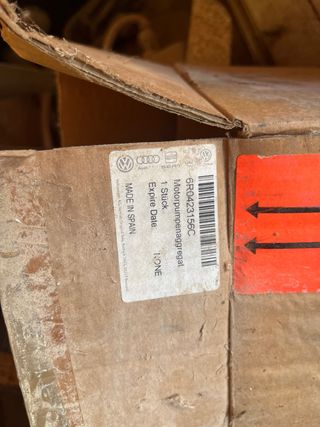 6R0423156C
Motorpumpenaggregat
1 Stück
Expire Date: NONE
MADE IN SPAIN